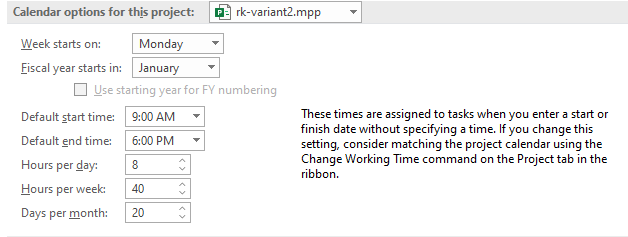 Calendar options for this project: rk-variant2.mpp
Week starts on: Monday
Fiscal year starts in: January
Use starting year for FY numbering
Default start time: 9:00 AM
Default end time: 6:00 PM
Hours per day: 8
Hours per week: 40
Days per month: 20
These times are assigned to tasks when you enter a start or
finish date without specifying a time. If you change this
setting, consider matching the project calendar using the
Change Working Time command on the Project tab in the
ribbon.